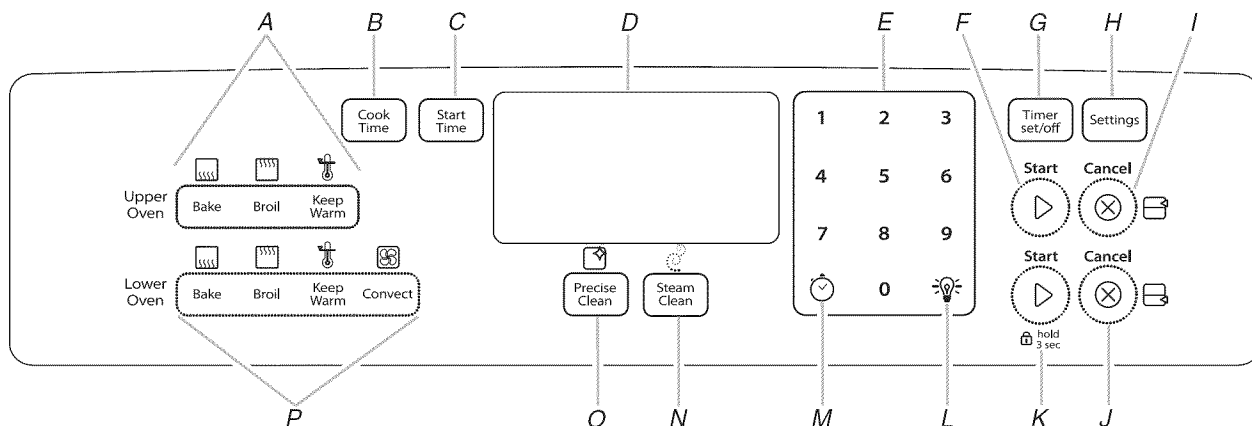 A B C D E F G H I
Cook
Time
Start
Time
1 2 3
Timer
set/off
Settings
4 5 6
Start Cancel
Upper
Oven
Bake Broil Keep
Warm
7 8 9
Start Cancel
Lower
Oven
Bake Broil Keep
Warm
Convect
Precise
Clean
Steam
Clean
0
hold
3 sec
P O N M L K J